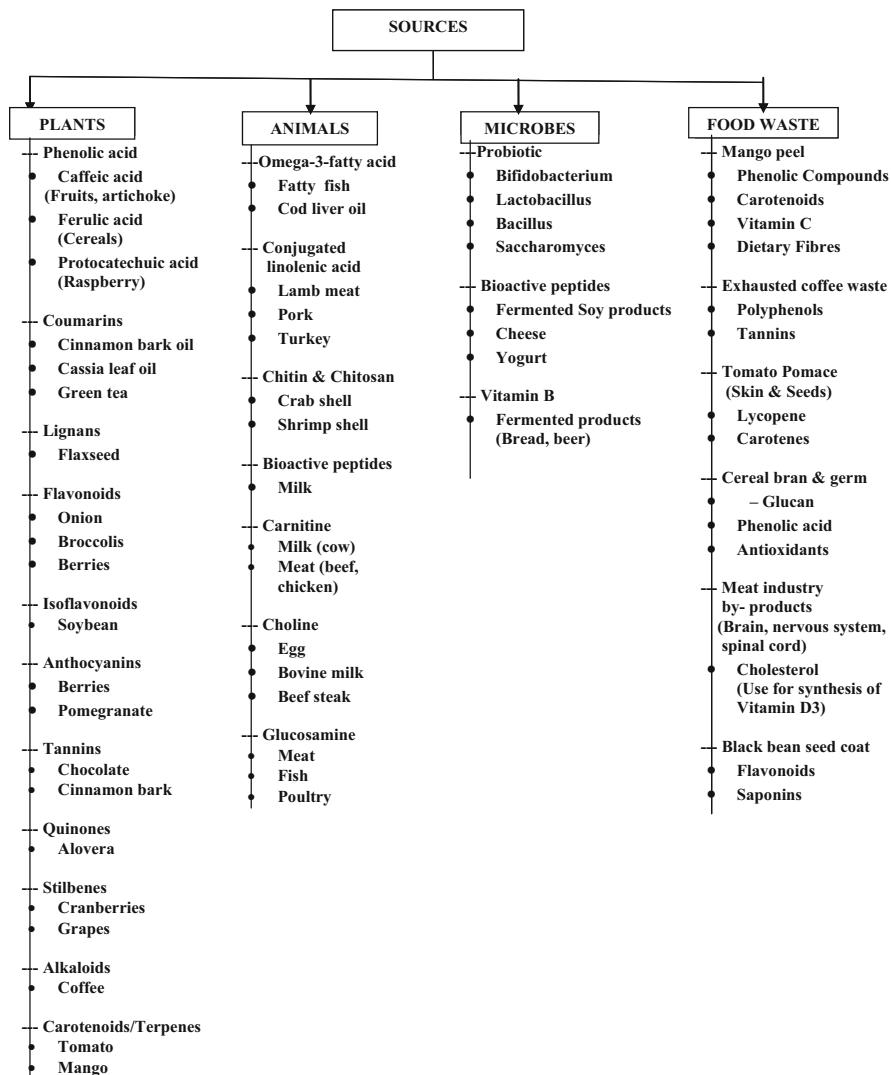 SOURCES
PLANTS
--- Phenolic acid
• Caffeic acid
(Fruits, artichoke)
• Ferulic acid
(Cereals)
• Protocatechuic acid
(Raspberry)
--- Coumarins
• Cinnamon bark oil
• Cassia leaf oil
• Green tea
--- Lignans
• Flaxseed
--- Flavonoids
• Onion
• Broccolis
• Berries
--- Isoflavonoids
• Soybean
--- Anthocyanins
• Berries
• Pomegranate
--- Tannins
• Chocolate
• Cinnamon bark
--- Quinones
• Alovera
--- Stilbenes
• Cranberries
• Grapes
--- Alkaloids
• Coffee
--- Carotenoids/Terpenes
• Tomato
• Mango
ANIMALS
--- Omega-3-fatty acid
• Fatty fish
• Cod liver oil
--- Conjugated
linolenic acid
• Lamb meat
• Pork
• Turkey
--- Chitin & Chitosan
• Crab shell
• Shrimp shell
--- Bioactive peptides
• Milk
--- Carnitine
• Milk (cow)
• Meat (beef,
chicken)
--- Choline
• Egg
• Bovine milk
• Beef steak
--- Glucosamine
• Meat
• Fish
• Poultry
MICROBES
---Probiotic
• Bifidobacterium
• Lactobacillus
• Bacillus
• Saccharomyces
--- Bioactive peptides
• Fermented Soy products
• Cheese
• Yogurt
--- Vitamin B
• Fermented products
(Bread, beer)
FOOD WASTE
--- Mango peel
• Phenolic Compounds
• Carotenoids
• Vitamin C
• Dietary Fibres
--- Exhausted coffee waste
• Polyphenols
• Tannins
--- Tomato Pomace
(Skin & Seeds)
• Lycopene
• Carotenes
--- Cereal bran & germ
• – Glucan
• Phenolic acid
• Antioxidants
--- Meat industry
by- products
(Brain, nervous system,
spinal cord)
• Cholesterol
(Use for synthesis of
Vitamin D3)
--- Black bean seed coat
• Flavonoids
• Saponins